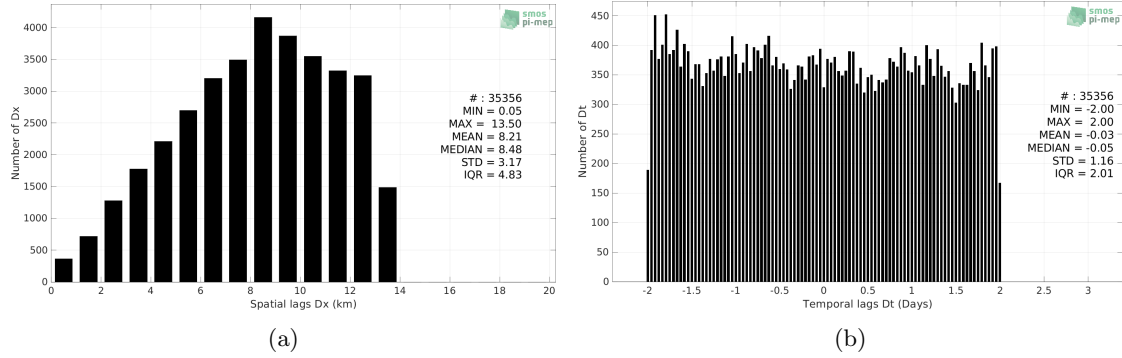 4000
3500
3000
2500
2000
1500
1000
500
0
Number of Dx
smos
pi-mep
# : 35356
MIN = 0.05
MAX = 13.50
MEAN = 8.21
MEDIAN = 8.48
STD = 3.17
IQR = 4.83
0 2 4 6 8 10 12 14 16 18 20
Spatial lags Dx (km)
(a)
450
400
350
300
250
200
150
100
50
0
Number of Dt
smos
pi-mep
# : 35356
MIN = -2.00
MAX = 2.00
MEAN = -0.03
MEDIAN = -0.05
STD = 1.16
IQR = 2.01
-2 -1.5 -1 -0.5 0 0.5 1 1.5 2 2.5 3
Temporal lags Dt (Days)
(b)